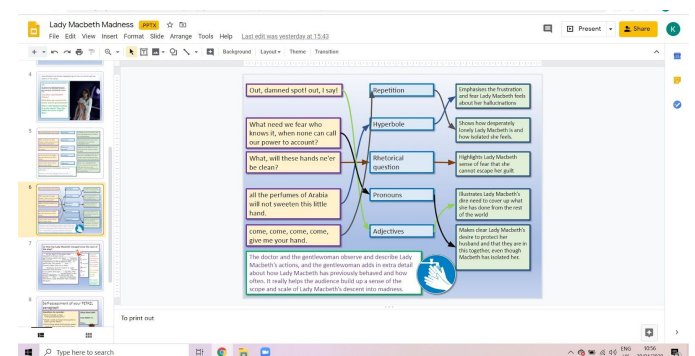 Lady Macbeth Madness PPTX
File Edit View Insert Format Slide Arrange Tools Help Last edit was yesterday at 15:43
Present
Share
K
Background Layout Theme Transition
4
5
6
7
8
Out, damned spot! out, I say!
What need we fear who
knows it, when none can call
our power to account?
What, will these hands ne'er
be clean?
all the perfumes of Arabia
will not sweeten this little
hand.
come, come, come, come,
give me your hand.
Repetition
Hyperbole
Rhetorical
question
Pronouns
Adjectives
Emphasises the frustration
and fear Lady Macbeth feels
about her hallucinations
Shows how desperately
lonely Lady Macbeth is and
how isolated she feels.
Highlights Lady Macbeth
sense of fear that she
cannot escape her guilt
Illustrates Lady Macbeth's
dire need to cover up what
she has done from the rest
of the world
Makes clear Lady Macbeth's
desire to protect her
husband and that they are in
this together, even though
Macbeth has isolated her.
The doctor and the gentlewoman observe and describe Lady
Macbeth's actions, and the gentlewoman adds in extra detail
about how Lady Macbeth has previously behaved and how
often. It really helps the audience build up a sense of the
scope and scale of Lady Macbeth's descent into madness.
To print out
Type here to search
ENG
10:56